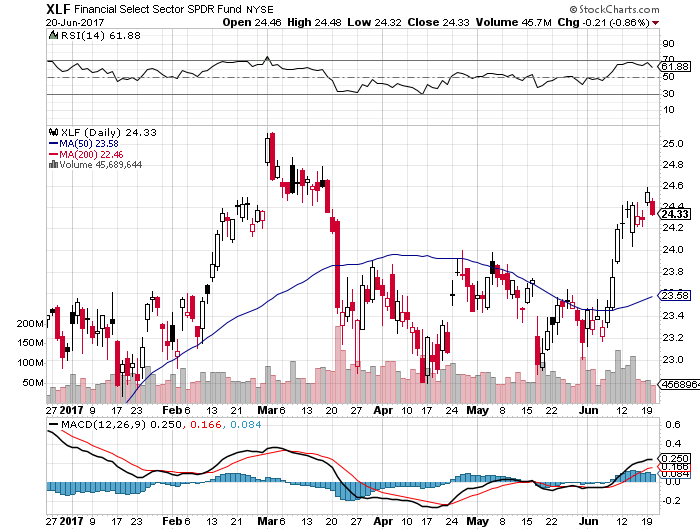 XLF Financial Select Sector SPDR Fund NYSE © StockCharts.com
20-Jun-2017 Open 24.46 High 24.48 Low 24.32 Close 24.33 Volume 45.7M Chg -0.21 (-0.86%)
RSI(14) 61.88
90
70
61.88
50
30
10
XLF (Daily) 24.33
MA(50) 23.58
MA(200) 22.46
Volume 45,689,644
25.0
24.8
24.6
24.4
24.33
24.2
24.0
23.8
23.58
23.4
23.2
23.0
200M
150M
100M
50M
4568964
27 2017 9 17 23 Feb 6 13 21 Mar 6 13 20 27 Apr 10 17 24 May 8 15 22 Jun 12 19
MACD(12,26,9) 0.250, 0.166, 0.084
0.6
0.4
0.250
0.166
0.084
0.0
-0.2
27 2017 9 17 23 Feb 6 13 21 Mar 6 13 20 27 Apr 10 17 24 May 8 15 22 Jun 12 19